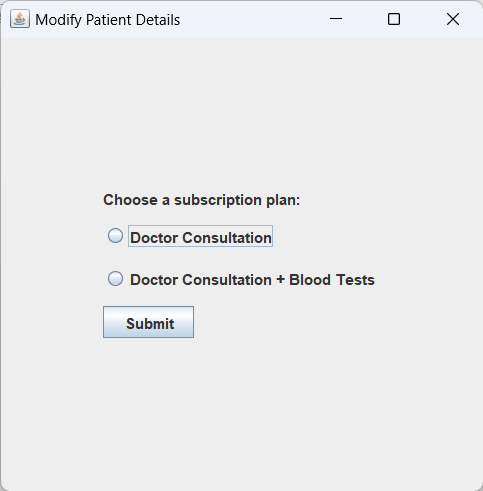 Modify Patient Details
Choose a subscription plan:
Doctor Consultation
Doctor Consultation + Blood Tests
Submit